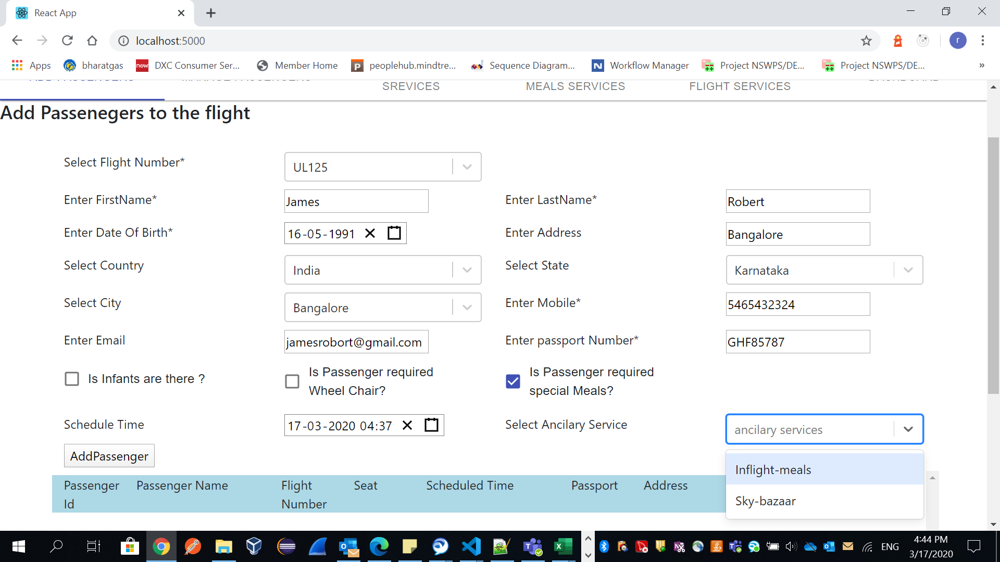 React App
localhost:5000
Apps bharatgas DXC Consumer Ser... Member Home peoplehub.mindtre... Sequence Diagram... Workflow Manager Project NSWPS/DE... Project NSWPS/DE... »
SREVICES MEALS SERVICES FLIGHT SERVICES
Add Passenegers to the flight
Select Flight Number* UL125
Enter FirstName* James Enter LastName* Robert
Enter Date Of Birth* 16-05-1991 Enter Address Bangalore
Select Country India Select State Karnataka
Select City Bangalore Enter Mobile* 5465432324
Enter Email jamesrobort@gmail.com Enter passport Number* GHF85787
Is Infants are there ?
Is Passenger required
Wheel Chair?
Is Passenger required
special Meals?
Schedule Time 17-03-2020 04:37 Select Ancilary Service ancilary services
AddPassenger
Inflight-meals
Sky-bazaar
Passenger
Id
Passenger Name
Flight
Number
Seat
Scheduled Time
Passport
Address
ENG
4:44 PM
3/17/2020